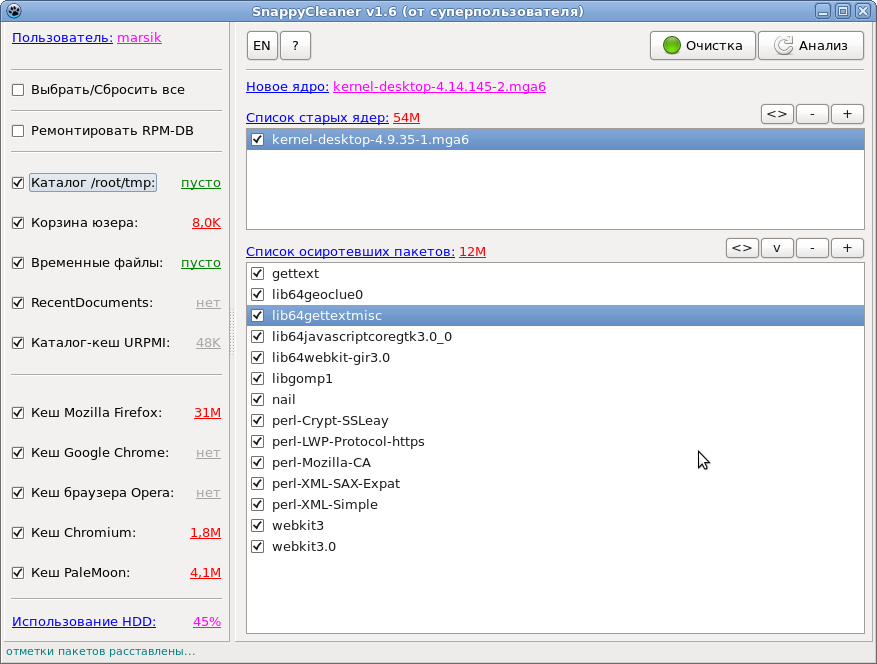 SnappyCleaner v1.6 (от суперпользователя)
Пользователь: marsik
Выбрать/Сбросить все
Ремонтировать RPM-DB
Каталог /root/tmp: пусто
Корзина юзера: 8,0K
Временные файлы: пусто
RecentDocuments: нет
Каталог-кеш URPMI: 48K
Кеш Mozilla Firefox: 31M
Кеш Google Chrome: нет
Кеш браузера Opera: нет
Кеш Chromium: 1,8M
Кеш PaleMoon: 4,1M
Использование HDD: 45%
EN ? Очистка Анализ
Новое ядро: kernel-desktop-4.14.145-2.mga6
Список старых ядер: 54M <> - +
kernel-desktop-4.9.35-1.mga6
Список осиротевших пакетов: 12M <> v - +
gettext
lib64geoclue0
lib64gettextmisc
lib64javascriptcoregtk3.0_0
lib64webkit-gir3.0
libgomp1
nail
perl-Crypt-SSLeay
perl-LWP-Protocol-https
perl-Mozilla-CA
perl-XML-SAX-Expat
perl-XML-Simple
webkit3
webkit3.0
отметки пакетов расставлены...